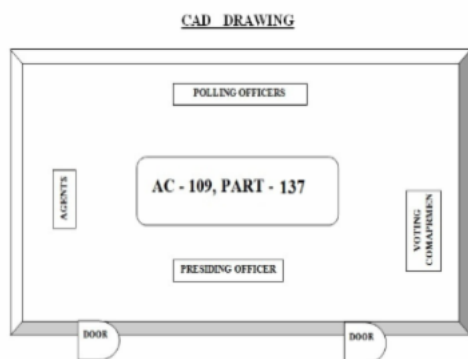 CAD DRAWING
POLLING OFFICERS
AGENTS
AC - 109, PART - 137
VOTING
COMAPRMEN
PRESIDING OFFICER
DOOR
DOOR